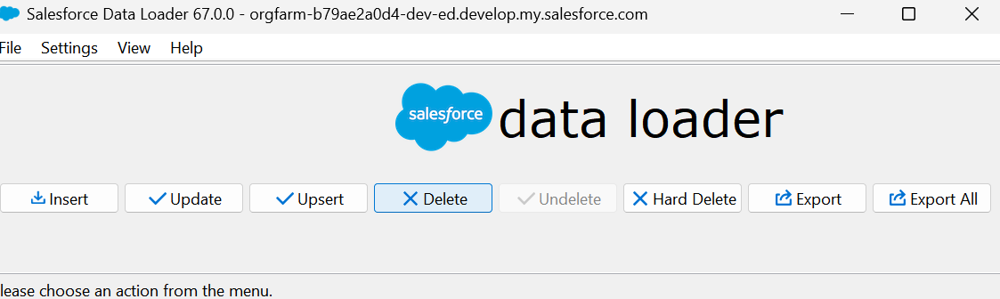 Salesforce Data Loader 67.0.0 - orgfarm-b79ae2a0d4-dev-ed.develop.my.salesforce.com
File Settings View Help
salesforce data loader
Insert Update Upsert Delete Undelete Hard Delete Export Export All
lease choose an action from the menu.